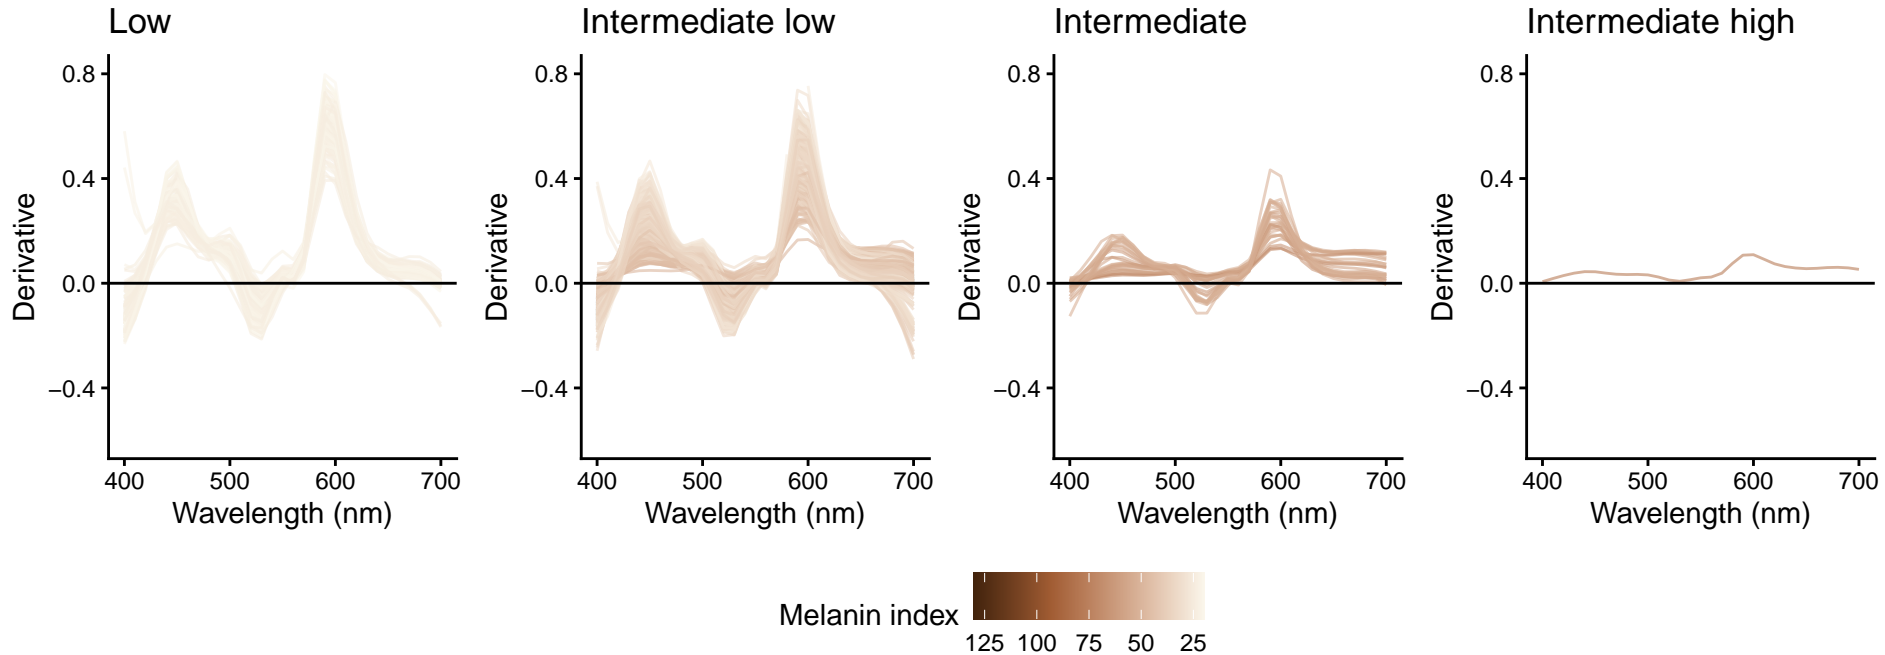 Low
Intermediate low
Intermediate
Intermediate high
Derivative
0.8
0.4
0.0
−0.4
400 500 600 700
Wavelength (nm)
Derivative
0.8
0.4
0.0
−0.4
400 500 600 700
Wavelength (nm)
Derivative
0.8
0.4
0.0
−0.4
400 500 600 700
Wavelength (nm)
Derivative
0.8
0.4
0.0
−0.4
400 500 600 700
Wavelength (nm)
Melanin index
125 100 75 50 25